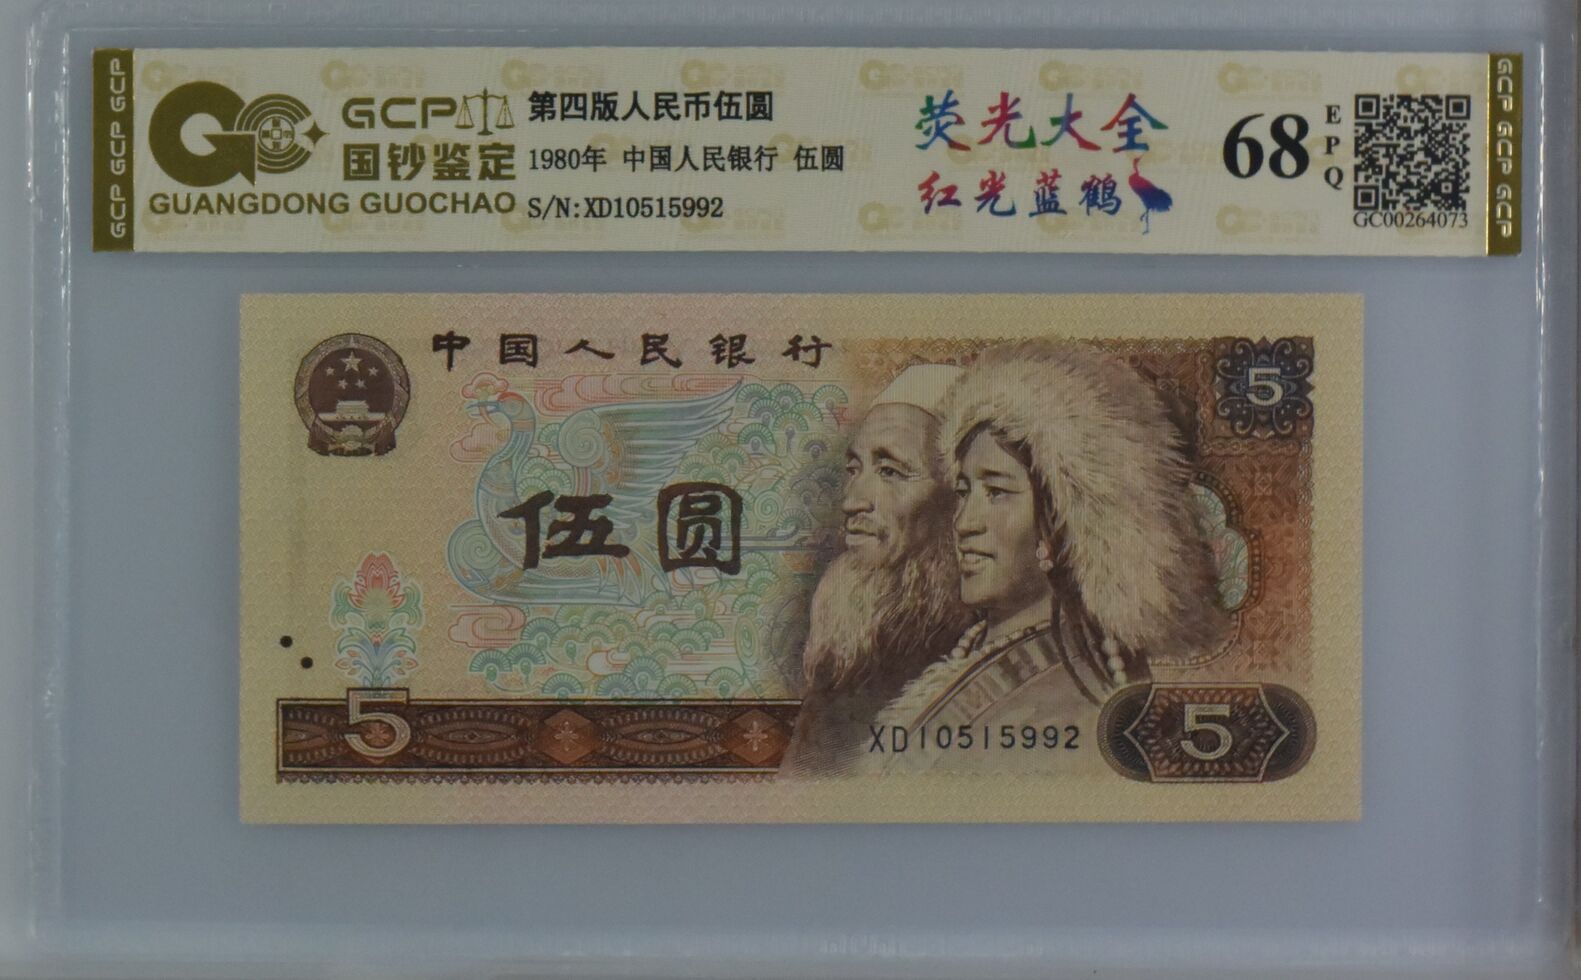 GCP
国钞鉴定
GUANGDONG GUOCHAO
第四版人民币伍圆
1980年 中国人民银行 伍圆
S/N:XD10515992
荧光大全
红光蓝鹤
68
EPQ
GC00264073
GCP GCP GCP
GCP GCP GCP
中国人民银行
5
伍圆
5
XD10515992
5